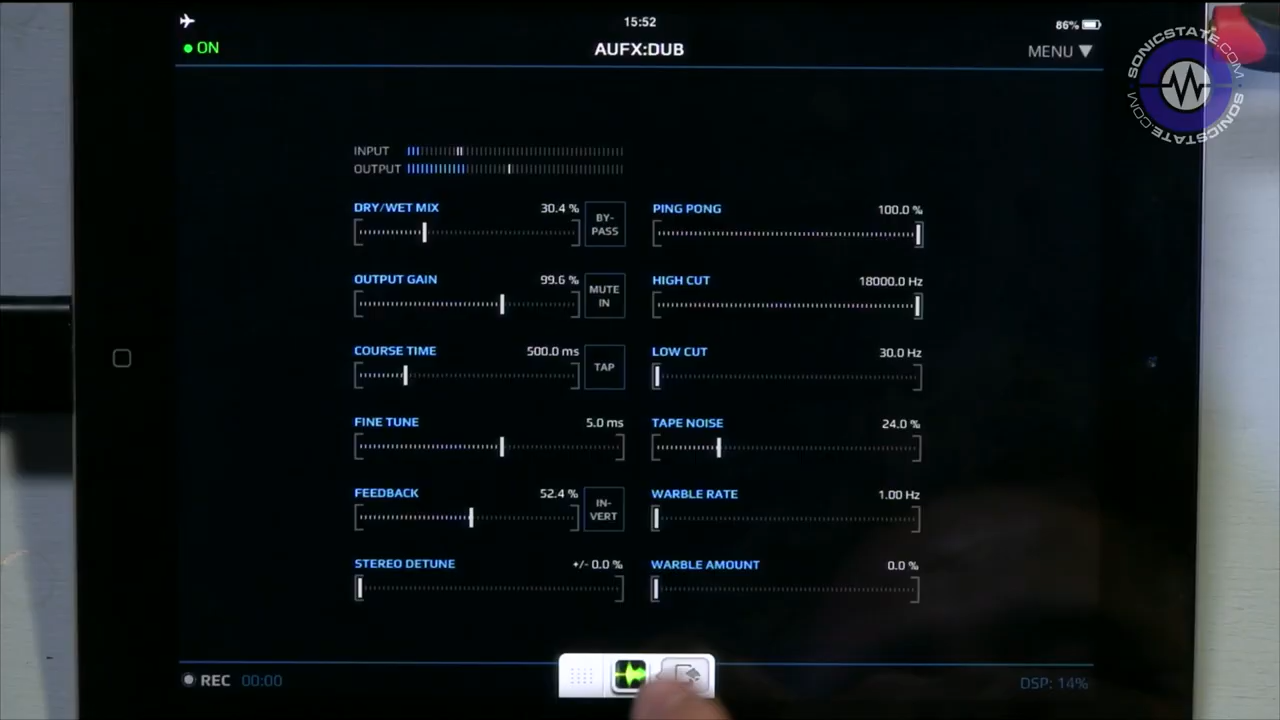 15:52
86%
ON
AUFX:DUB
MENU
SONICSTATE.COM
SONICSTATE.COM
INPUT
OUTPUT
DRY/WET MIX 30.4 %
BY-
PASS
PING PONG 100.0 %
OUTPUT GAIN 99.6 %
MUTE
IN
HIGH CUT 18000.0 Hz
COURSE TIME 500.0 ms
TAP
LOW CUT 30.0 Hz
FINE TUNE 5.0 ms
TAPE NOISE 24.0 %
FEEDBACK 52.4 %
IN-
VERT
WARBLE RATE 1.00 Hz
STEREO DETUNE +/- 0.0 %
WARBLE AMOUNT 0.0 %
REC 00:00
DSP: 14%